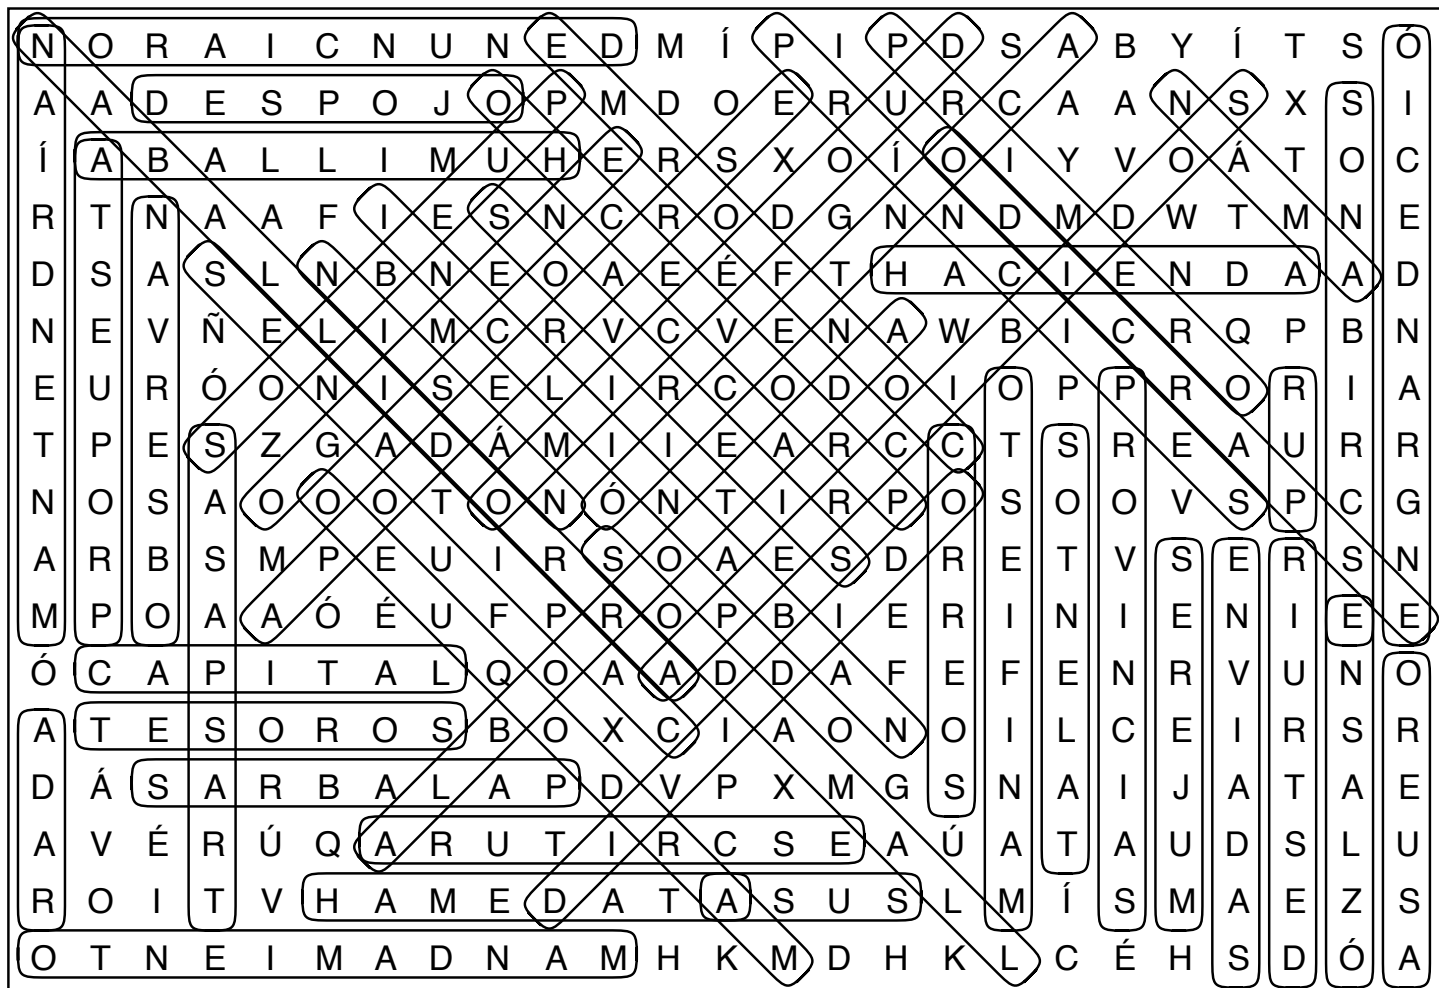 N O R A I C N U N E D M Í P I P D S A B Y Í T S Ó
A A D E S P O J O P M D O E R U R C A A N S X S I
Í A B A L L I M U H E R S X O Í O I Y V O Á T O C
R T N A A F I E S N C R O D G N N D M D W T M N E
D S A S L N B N E O A E É F T H A C I E N D A A D
N E V Ñ E L I M C R V C V E N A W B I C R Q P B N
E U R Ó O N I S E L I R C O D O I O P P R O R I A
T P E S Z G A D Á M I I E A R C C T S R E A U R R
N O S A O O O T O N Ó N T I R P O S O O V S P C G
A R B S M P E U I R S O A E S D R E T V S E R S N
M P O A A Ó É U F P R O P B I E R I N I E N I E E
Ó C A P I T A L Q O A A D D A F E F E N R V U N O
A T E S O R O S B O X C I A O N O I L C E I R S R
D Á S A R B A L A P D V P X M G S N A I J A T A E
A V É R Ú Q A R U T I R C S E A Ú A T A U D S L U
R O I T V H A M E D A T A S U S L M Í S M A E Z S
O T N E I M A D N A M H K M D H K L C É H S D Ó A